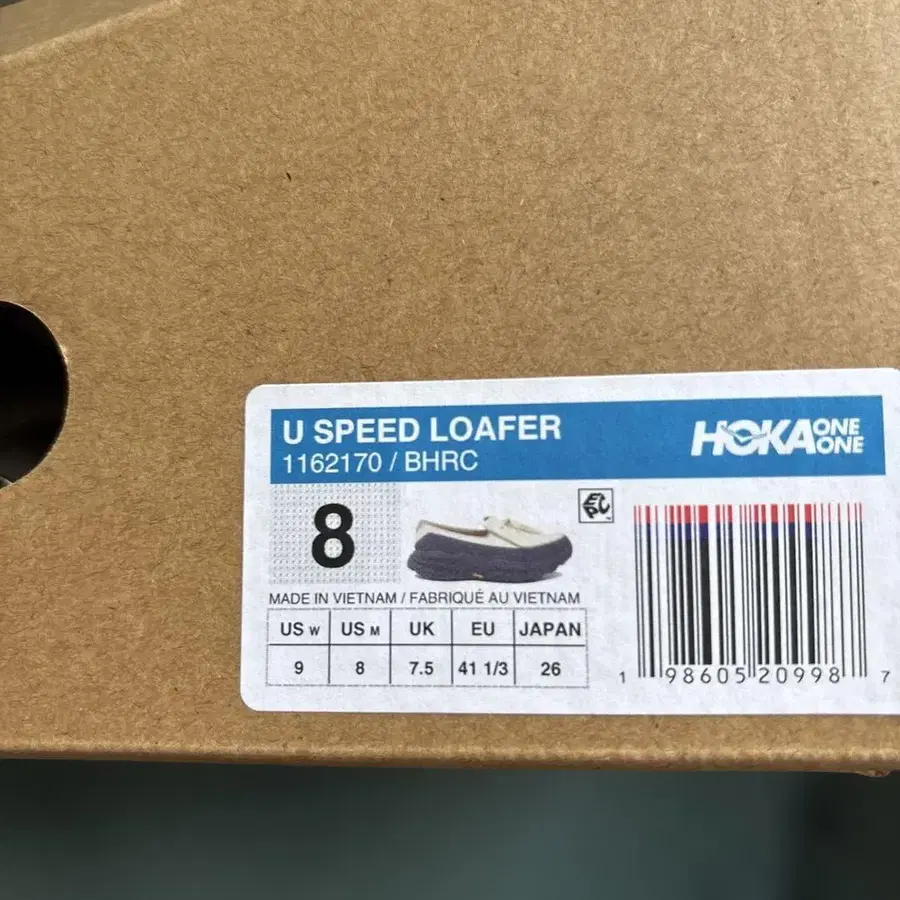 U SPEED LOAFER
1162170 / BHRC
HOKA ONE ONE
8
MADE IN VIETNAM / FABRIQUÉ AU VIETNAM
US W US M UK EU JAPAN
9 8 7.5 41 1/3 26
1 98605 20998 7